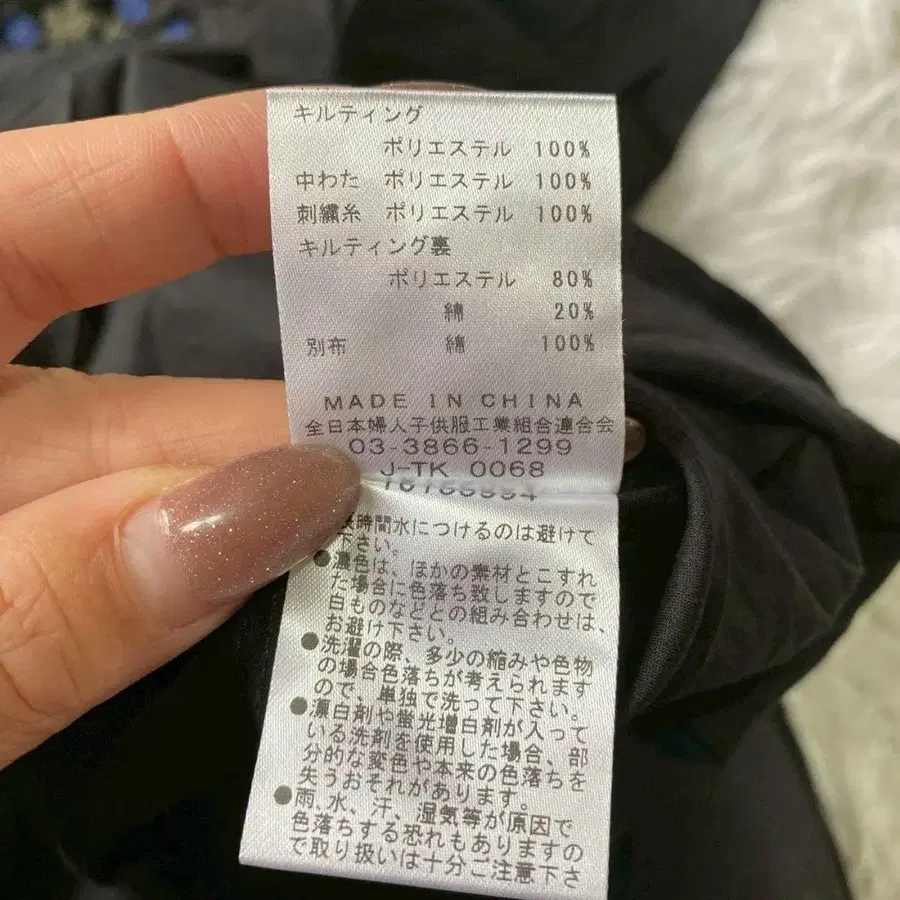 キルティング
ポリエステル 100%
中わた ポリエステル 100%
刺繍糸 ポリエステル 100%
キルティング裏
ポリエステル 80%
綿 20%
別布 綿 100%
MADE IN CHINA
全日本婦人子供服工業組合連合会
03-3866-1299
J-TK 0068
時間水につけるのは避けて
下さい。
●濃色は、ほかの素材とこすれ
た場合に色落ち致しますので
白ものなどとの組み合わせは、
お避け下さい。
●洗濯の際、多少の縮みや色物
の場合色落ちが考えられます
ので、単独で洗って下さい。
●漂白剤や蛍光増白剤が入って
いる洗剤を使用した場合、部
分的な変色や本来の色落ちを
失うおそれがあります。
●雨、水、汗、湿気等が原因で
色落ちする恐れもありますの
で取り扱いは十分ご注意下さ